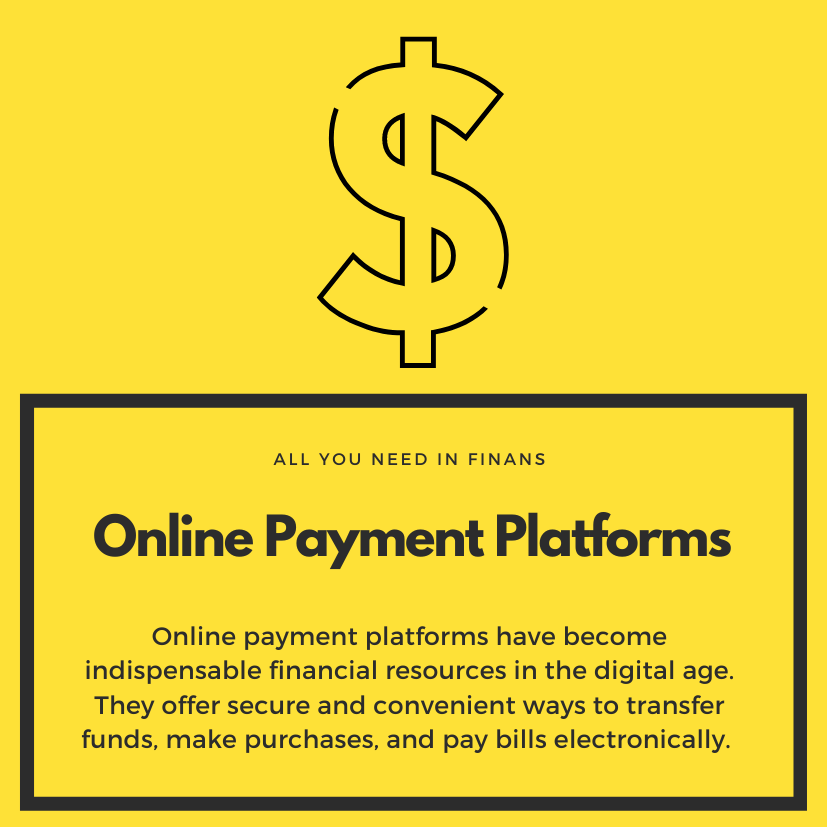 ALL YOU NEED IN FINANS
Online Payment Platforms
Online payment platforms have become
indispensable financial resources in the digital age.
They offer secure and convenient ways to transfer
funds, make purchases, and pay bills electronically.